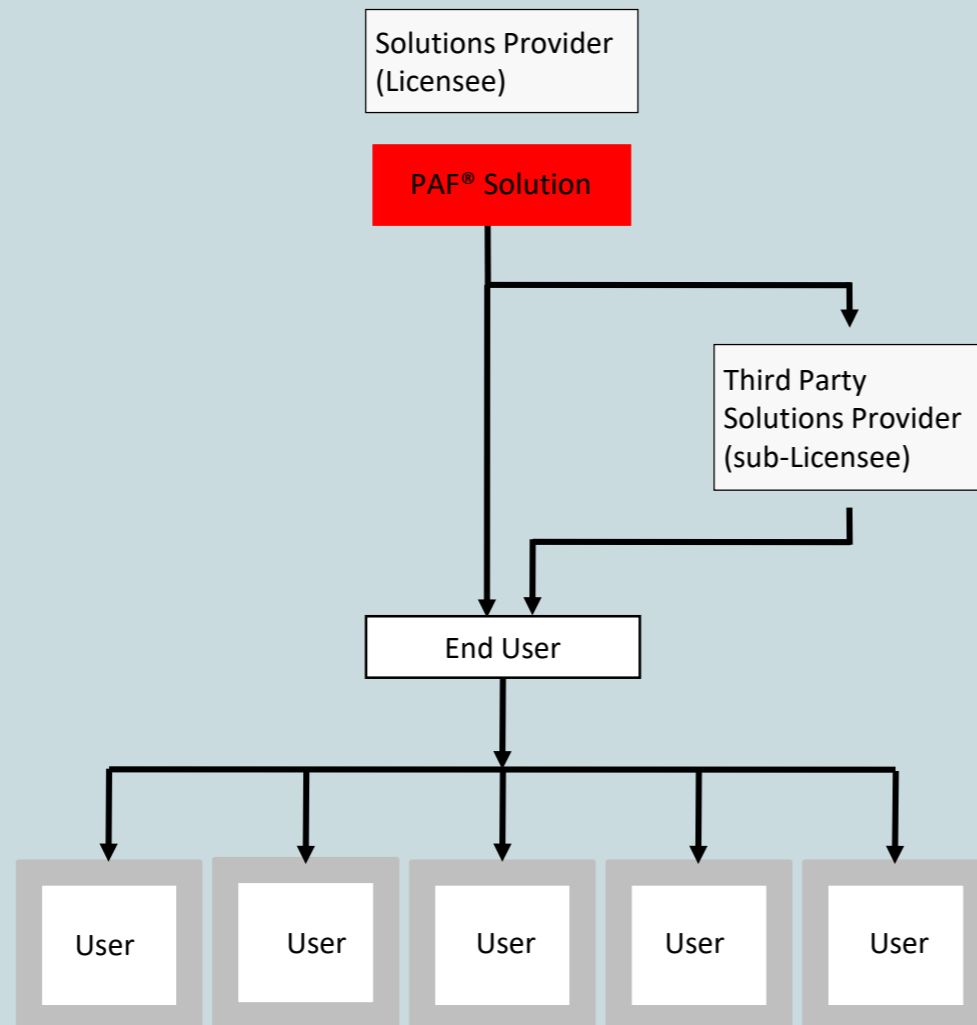 Solutions Provider
(Licensee)
PAF® Solution
Third Party
Solutions Provider
(sub-Licensee)
End User
User
User
User
User
User